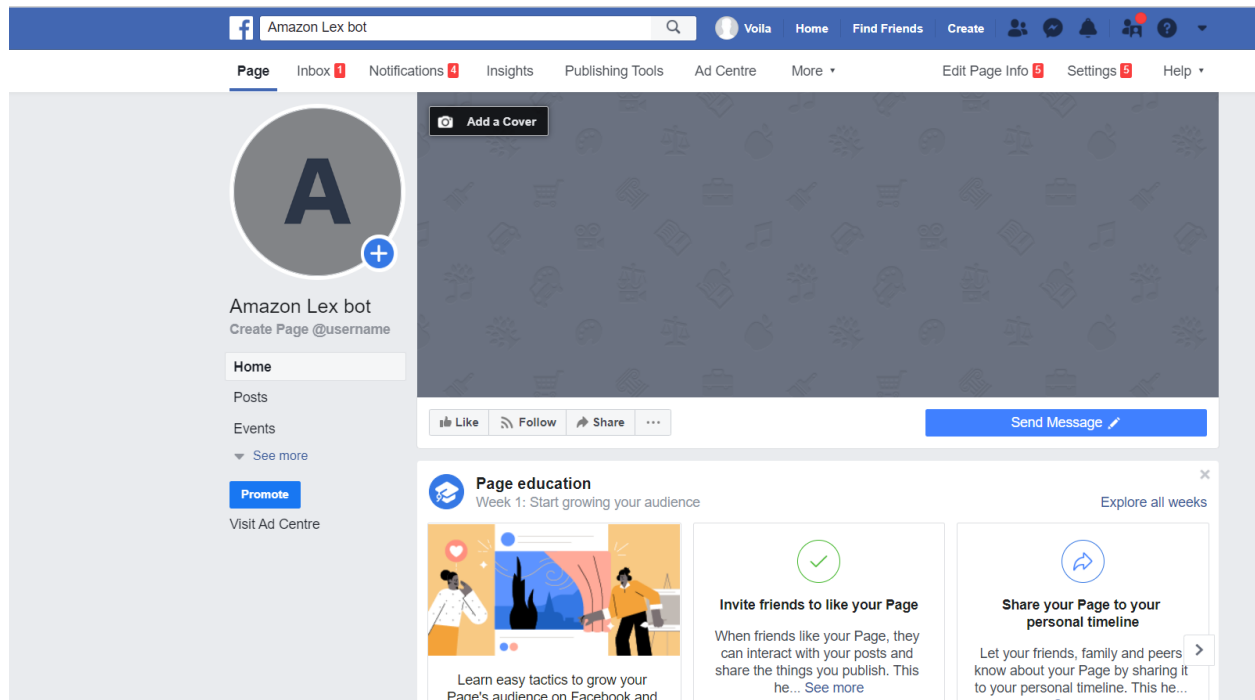 Amazon Lex bot
Voila Home Find Friends Create
Page Inbox 1 Notifications 4 Insights Publishing Tools Ad Centre More Edit Page Info 5 Settings 5 Help
Add a Cover
A
Amazon Lex bot
Create Page @username
Home
Posts
Events
See more
Promote
Visit Ad Centre
Like Follow Share ...
Send Message
Page education
Week 1: Start growing your audience
Explore all weeks
Learn easy tactics to grow your
Page's audience on Facebook and
Invite friends to like your Page
When friends like your Page, they
can interact with your posts and
share the things you publish. This
he... See more
Share your Page to your
personal timeline
Let your friends, family and peers
know about your Page by sharing it
to your personal timeline. This he...